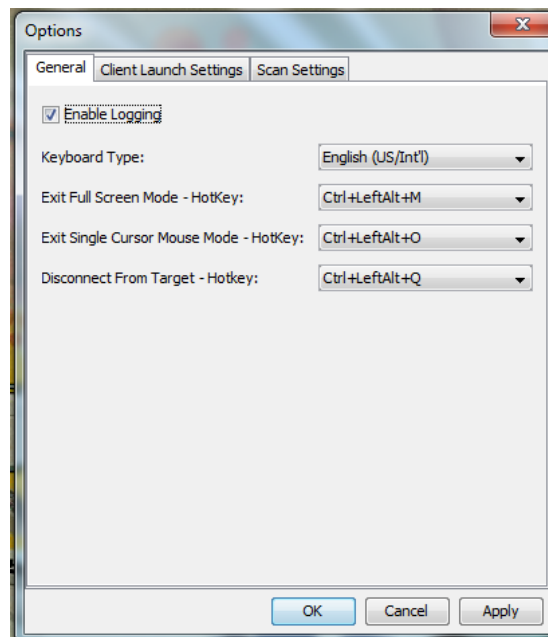 Options
General Client Launch Settings Scan Settings
Enable Logging
Keyboard Type: English (US/Int'l)
Exit Full Screen Mode - HotKey: Ctrl+LeftAlt+M
Exit Single Cursor Mouse Mode - HotKey: Ctrl+LeftAlt+O
Disconnect From Target - Hotkey: Ctrl+LeftAlt+Q
OK Cancel Apply